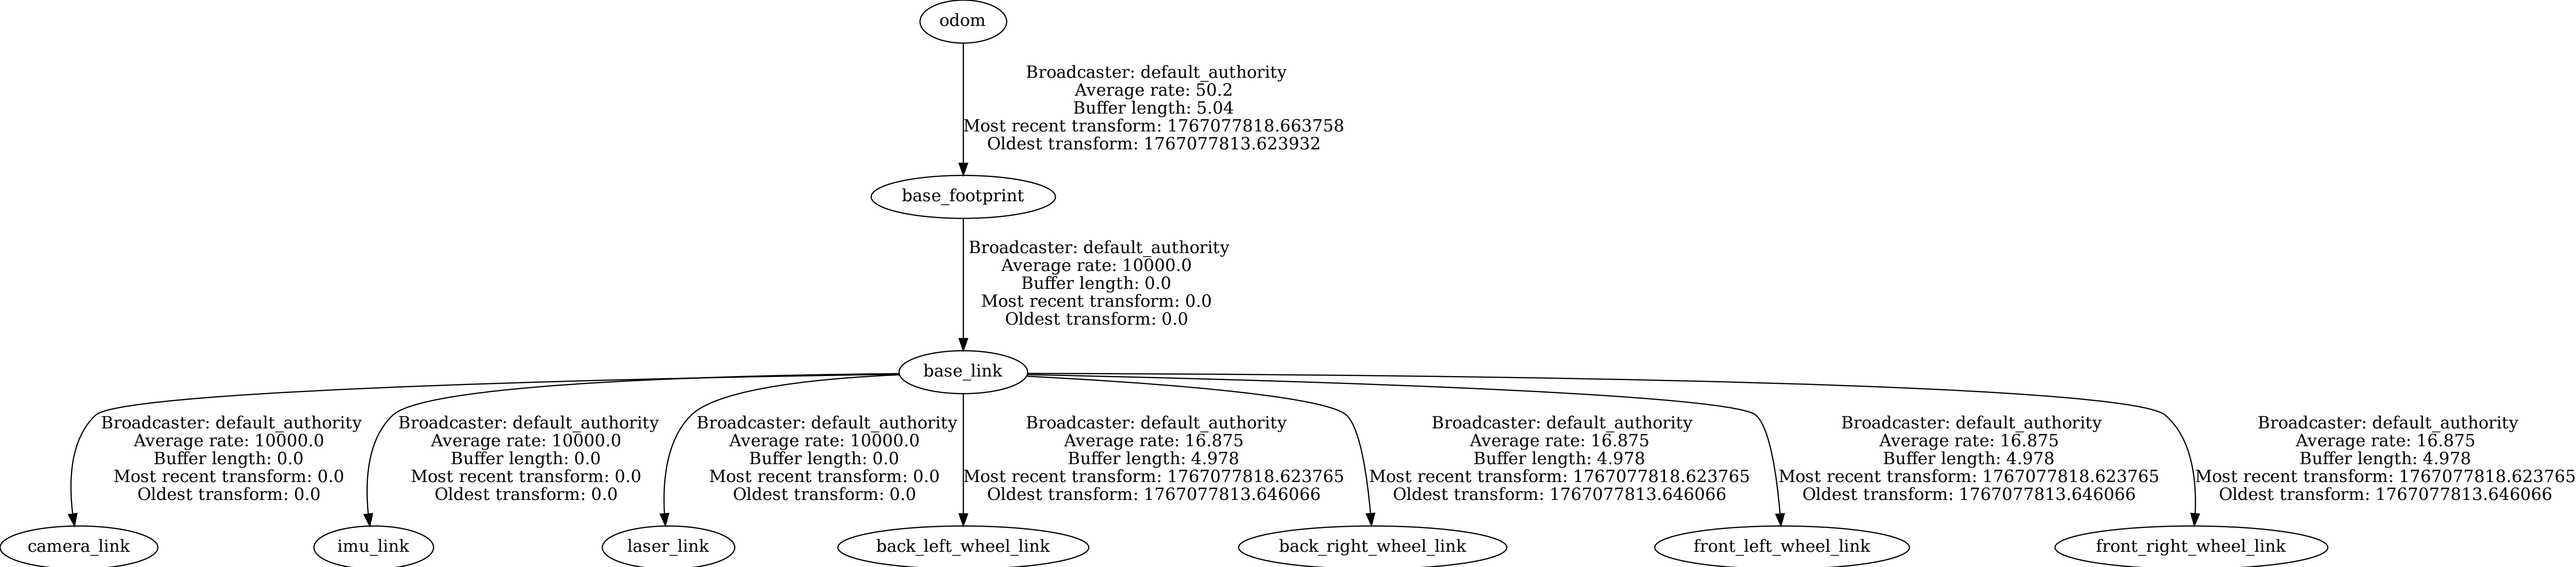 odom
Broadcaster: default_authority
Average rate: 50.2
Buffer length: 5.04
Most recent transform: 1767077818.663758
Oldest transform: 1767077813.623932
base_footprint
Broadcaster: default_authority
Average rate: 10000.0
Buffer length: 0.0
Most recent transform: 0.0
Oldest transform: 0.0
base_link
Broadcaster: default_authority
Average rate: 10000.0
Buffer length: 0.0
Most recent transform: 0.0
Oldest transform: 0.0
Broadcaster: default_authority
Average rate: 10000.0
Buffer length: 0.0
Most recent transform: 0.0
Oldest transform: 0.0
Broadcaster: default_authority
Average rate: 10000.0
Buffer length: 0.0
Most recent transform: 0.0
Oldest transform: 0.0
Broadcaster: default_authority
Average rate: 16.875
Buffer length: 4.978
Most recent transform: 1767077818.623765
Oldest transform: 1767077813.646066
Broadcaster: default_authority
Average rate: 16.875
Buffer length: 4.978
Most recent transform: 1767077818.623765
Oldest transform: 1767077813.646066
Broadcaster: default_authority
Average rate: 16.875
Buffer length: 4.978
Most recent transform: 1767077818.623765
Oldest transform: 1767077813.646066
Broadcaster: default_authority
Average rate: 16.875
Buffer length: 4.978
Most recent transform: 1767077818.623765
Oldest transform: 1767077813.646066
camera_link
imu_link
laser_link
back_left_wheel_link
back_right_wheel_link
front_left_wheel_link
front_right_wheel_link